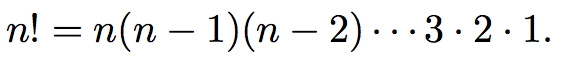 n! = n(n − 1)(n − 2) ⋯ 3 · 2 · 1.